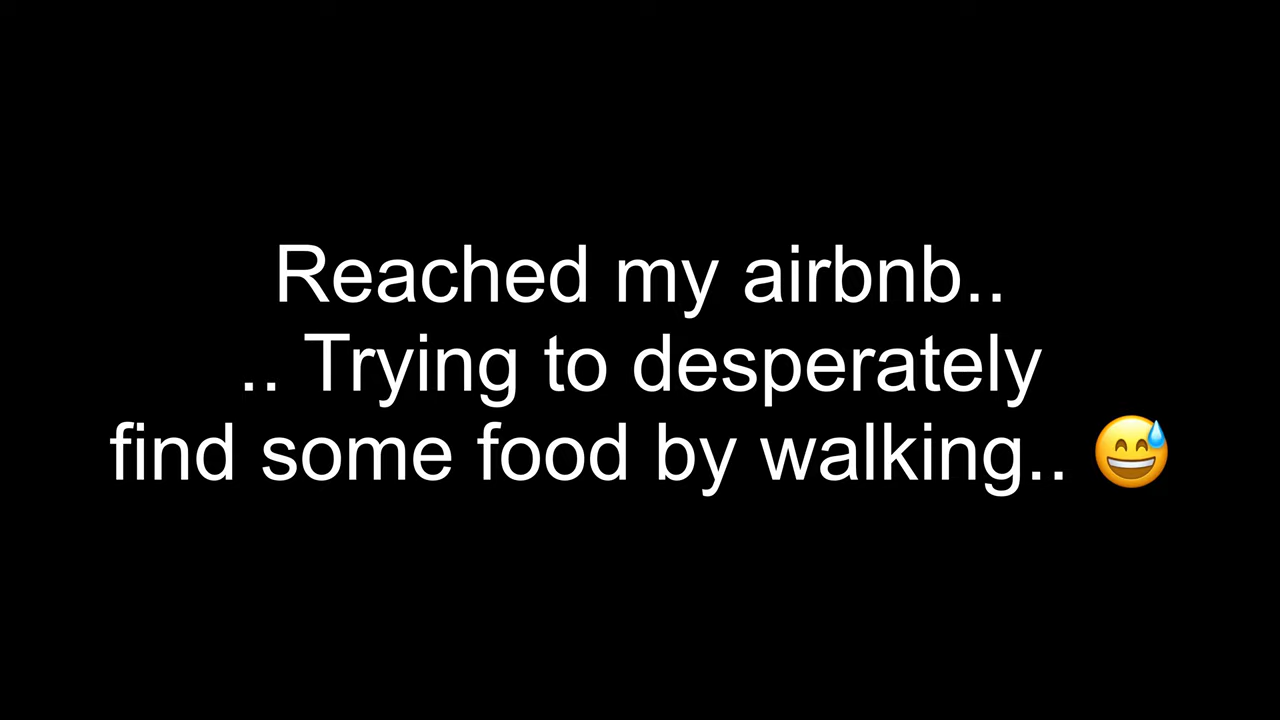 Reached my airbnb..
.. Trying to desperately
find some food by walking.. 😅